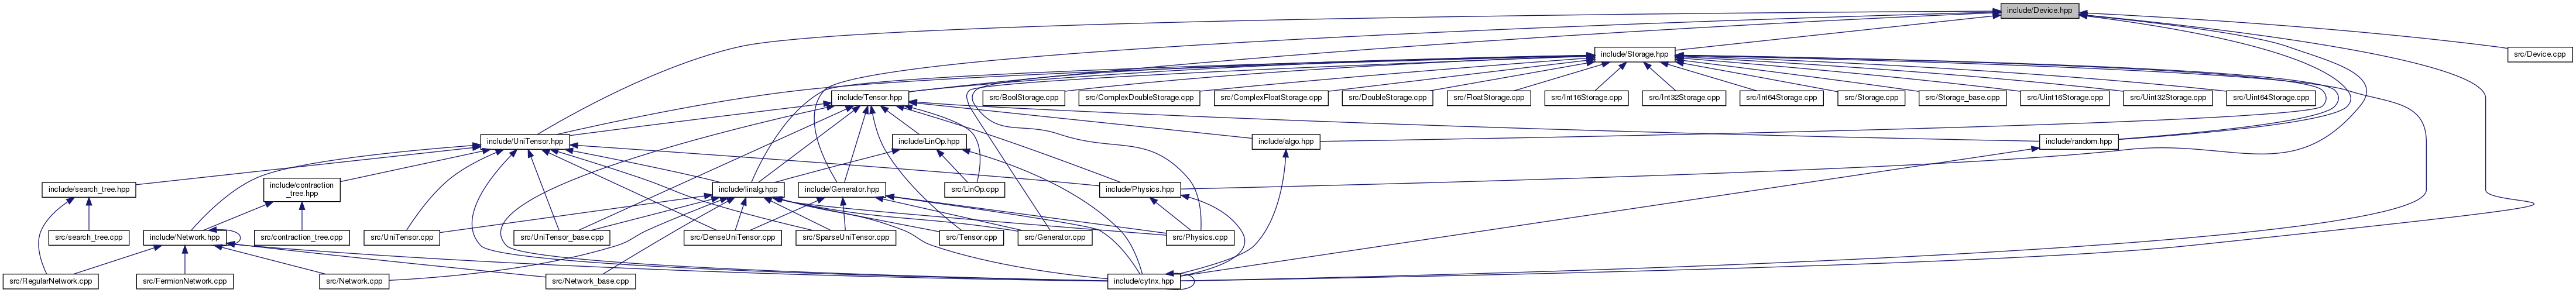 include/Device.hpp
include/Storage.hpp
src/Device.cpp
include/Tensor.hpp
src/BoolStorage.cpp
src/ComplexDoubleStorage.cpp
src/ComplexFloatStorage.cpp
src/DoubleStorage.cpp
src/FloatStorage.cpp
src/Int16Storage.cpp
src/Int32Storage.cpp
src/Int64Storage.cpp
src/Storage.cpp
src/Storage_base.cpp
src/Uint16Storage.cpp
src/Uint32Storage.cpp
src/Uint64Storage.cpp
include/UniTensor.hpp
include/LinOp.hpp
include/algo.hpp
include/random.hpp
include/search_tree.hpp
include/contraction
_tree.hpp
include/linalg.hpp
include/Generator.hpp
src/LinOp.cpp
include/Physics.hpp
src/search_tree.cpp
include/Network.hpp
src/contraction_tree.cpp
src/UniTensor.cpp
src/UniTensor_base.cpp
src/DenseUniTensor.cpp
src/SparseUniTensor.cpp
src/Tensor.cpp
src/Generator.cpp
src/Physics.cpp
src/RegularNetwork.cpp
src/FermionNetwork.cpp
src/Network.cpp
src/Network_base.cpp
include/cytnx.hpp